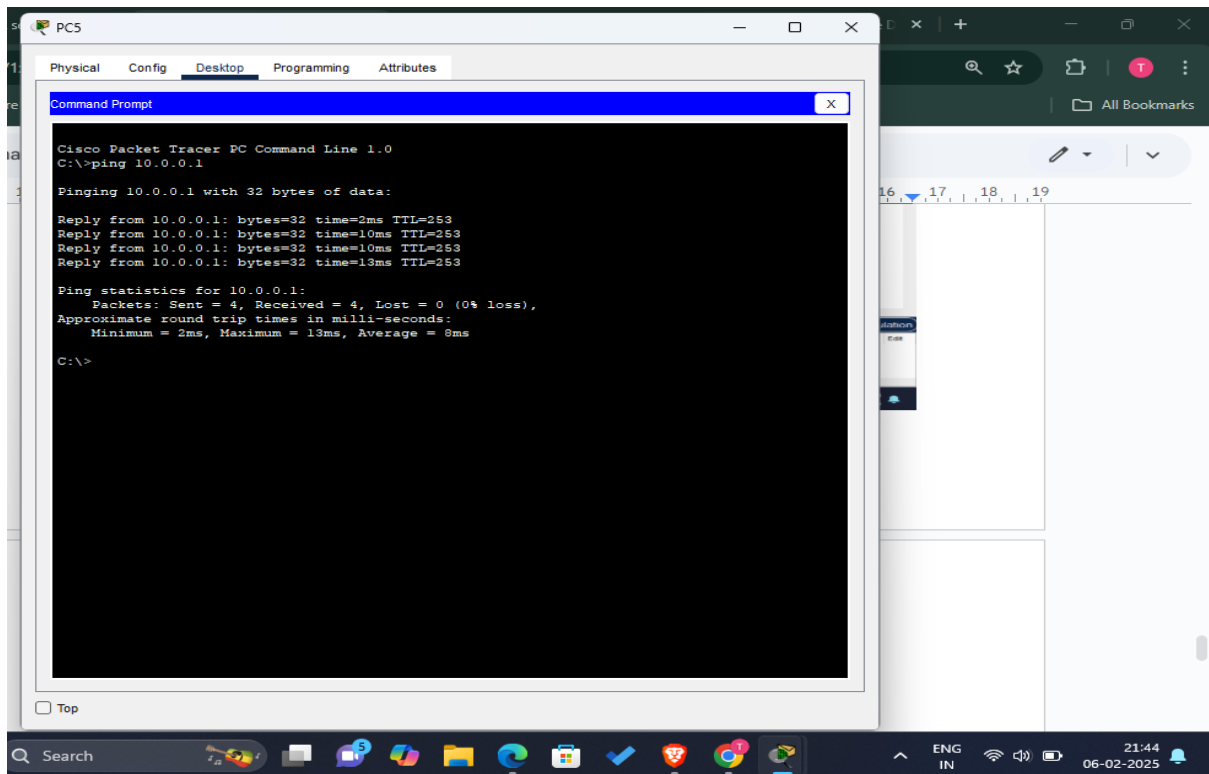 PC5
Physical Config Desktop Programming Attributes
All Bookmarks
Command Prompt X
Cisco Packet Tracer PC Command Line 1.0
C:\>ping 10.0.0.1
Pinging 10.0.0.1 with 32 bytes of data:
Reply from 10.0.0.1: bytes=32 time=2ms TTL=253
Reply from 10.0.0.1: bytes=32 time=10ms TTL=253
Reply from 10.0.0.1: bytes=32 time=10ms TTL=253
Reply from 10.0.0.1: bytes=32 time=13ms TTL=253
Ping statistics for 10.0.0.1:
Packets: Sent = 4, Received = 4, Lost = 0 (0% loss),
Approximate round trip times in milli-seconds:
Minimum = 2ms, Maximum = 13ms, Average = 8ms
C:\>
16 17 18 19
Edit
Top
Search
5
T
T
ENG
IN
21:44
06-02-2025